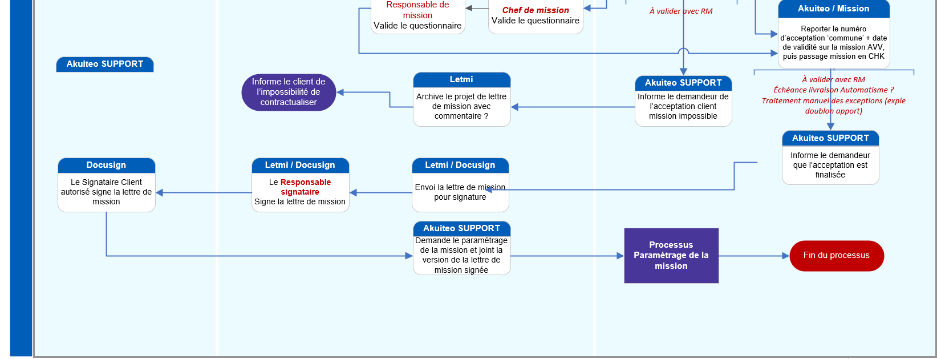 Responsable de
mission
Valide le questionnaire
Chef de mission
Valide le questionnaire
À valider avec RM
Akuiteo / Mission
Reporter le numéro
d'acceptation 'commune' + date
de validité sur la mission AVV,
puis passage mission en CHK
Akuiteo SUPPORT
Informe le client de
l'impossibilité de
contractualiser
Letmi
Archive le projet de lettre
de mission avec
commentaire ?
Akuiteo SUPPORT
Informe le demandeur de
l'acceptation client
mission impossible
À valider avec RM
Échéance livraison Automatisme ?
Traitement manuel des exceptions (exple
doublon apport)
Akuiteo SUPPORT
Informe le demandeur
que l'acceptation est
finalisée
Docusign
Le Signataire Client
autorisé signe la lettre de
mission
Letmi / Docusign
Le Responsable
signataire
Signe la lettre de mission
Letmi / Docusign
Envoi la lettre de mission
pour signature
Akuiteo SUPPORT
Demande le paramétrage
de la mission et joint la
version de la lettre de
mission signée
Processus
Paramétrage de la
mission
Fin du processus